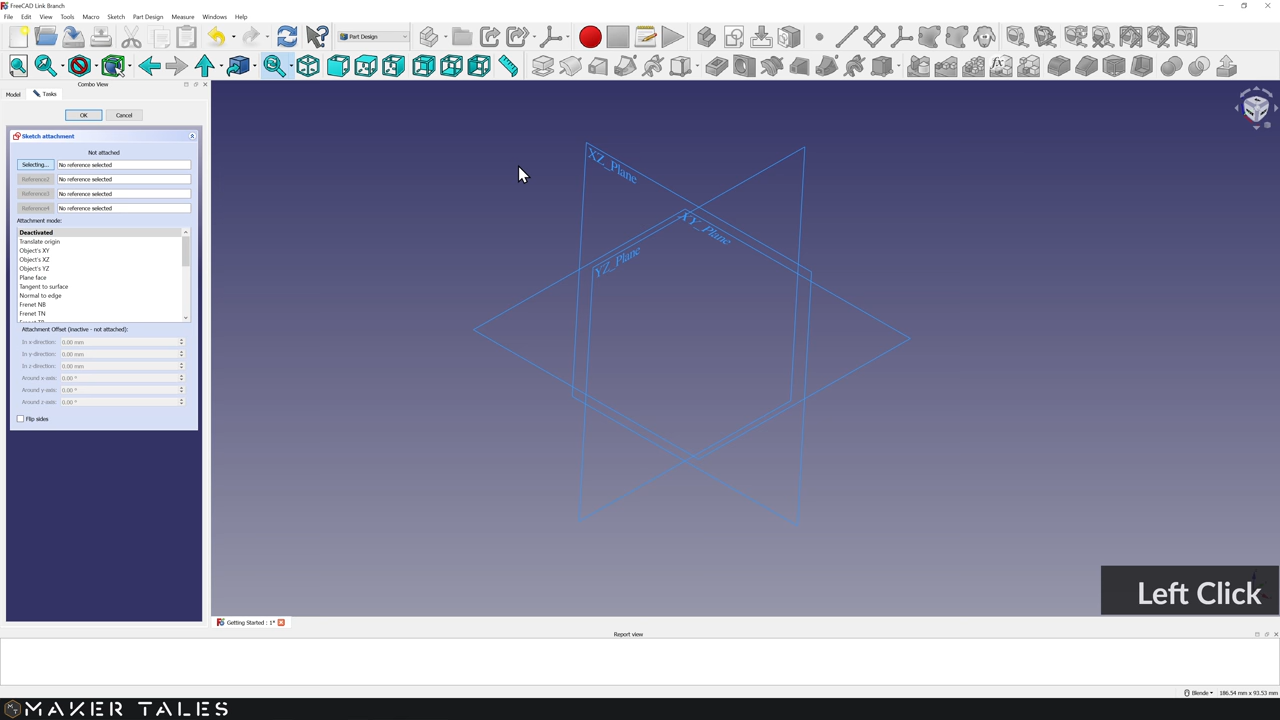 FreeCAD Link Branch
File Edit View Tools Macro Sketch Part Design Measure Windows Help
Part Design
Combo View
Model Tasks
OK Cancel
Sketch attachment
Not attached
Selecting... No reference selected
Reference2 No reference selected
Reference3 No reference selected
Reference4 No reference selected
Attachment mode:
Deactivated
Translate origin
Object's XY
Object's XZ
Object's YZ
Plane face
Tangent to surface
Normal to edge
Frenet NB
Frenet TN
Attachment Offset (inactive - not attached):
In x-direction: 0.00 mm
In y-direction: 0.00 mm
In z-direction: 0.00 mm
Around x-axis: 0.00 °
Around y-axis: 0.00 °
Around z-axis: 0.00 °
Flip sides
XZ_Plane
XY_Plane
YZ_Plane
Left Click
Getting Started : 1*
Report view
Blende 186.54 mm x 93.53 mm
MT MAKER TALES